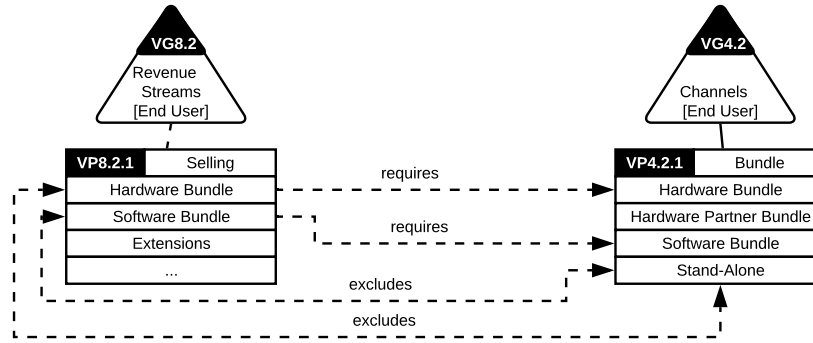 VG8.2
Revenue
Streams
[End User]
VG4.2
Channels
[End User]
VP8.2.1 Selling
Hardware Bundle
Software Bundle
Extensions
...
requires
requires
excludes
excludes
VP4.2.1 Bundle
Hardware Bundle
Hardware Partner Bundle
Software Bundle
Stand-Alone